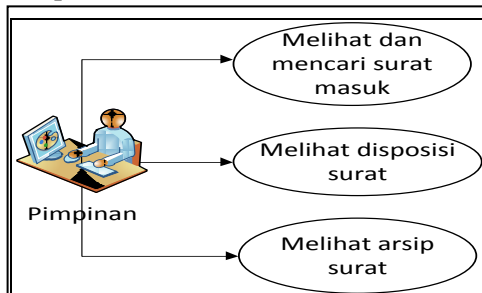 Melihat dan
mencari surat
masuk
Melihat disposisi
surat
Pimpinan
Melihat arsip
surat